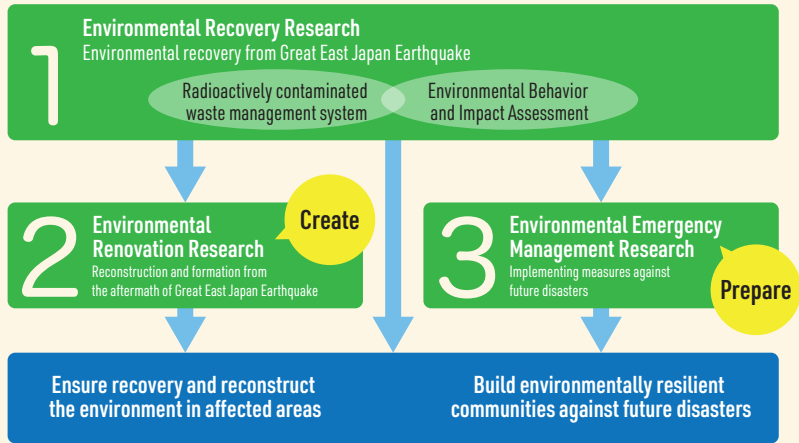 1
Environmental Recovery Research
Environmental recovery from Great East Japan Earthquake
Radioactively contaminated
waste management system
Environmental Behavior
and Impact Assessment
2
Environmental
Renovation Research
Reconstruction and formation from
the aftermath of Great East Japan Earthquake
Create
3
Environmental Emergency
Management Research
Implementing measures against
future disasters
Prepare
Ensure recovery and reconstruct
the environment in affected areas
Build environmentally resilient
communities against future disasters